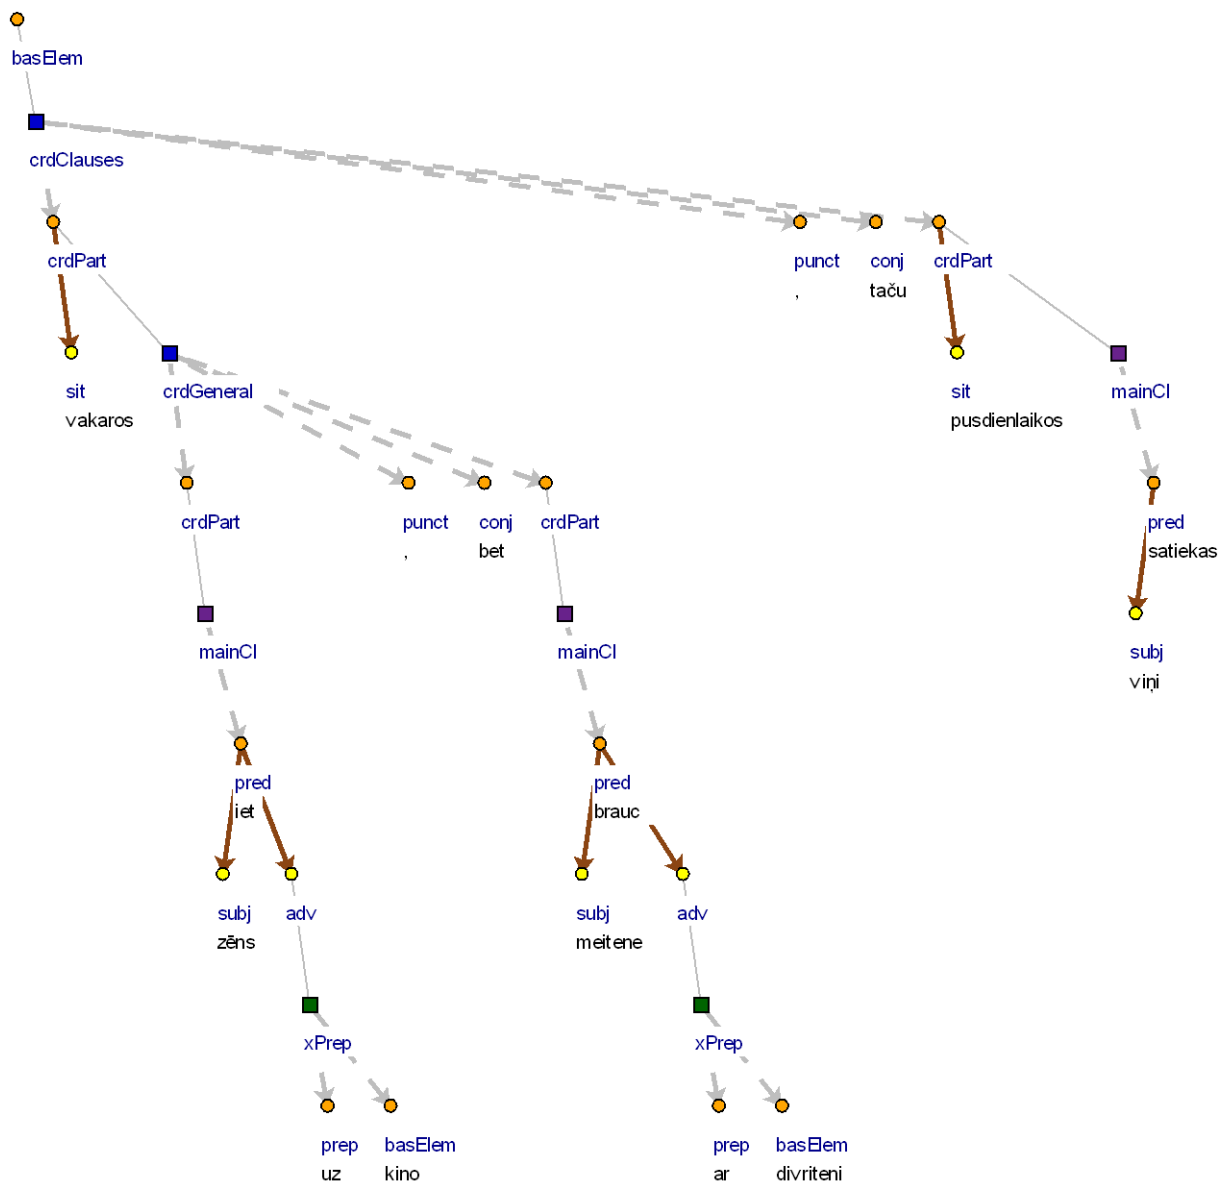 basElem
crdClauses
crdPart punct conj crdPart
, taču
sit crdGeneral sit mainCl
vakaros pusdienlaikos
crdPart punct conj crdPart pred
, bet satiekas
mainCl mainCl subj
viņi
pred pred
iet brauc
subj adv subj adv
zēns meitene
xPrep xPrep
prep basElem prep basElem
uz kino ar divriteni